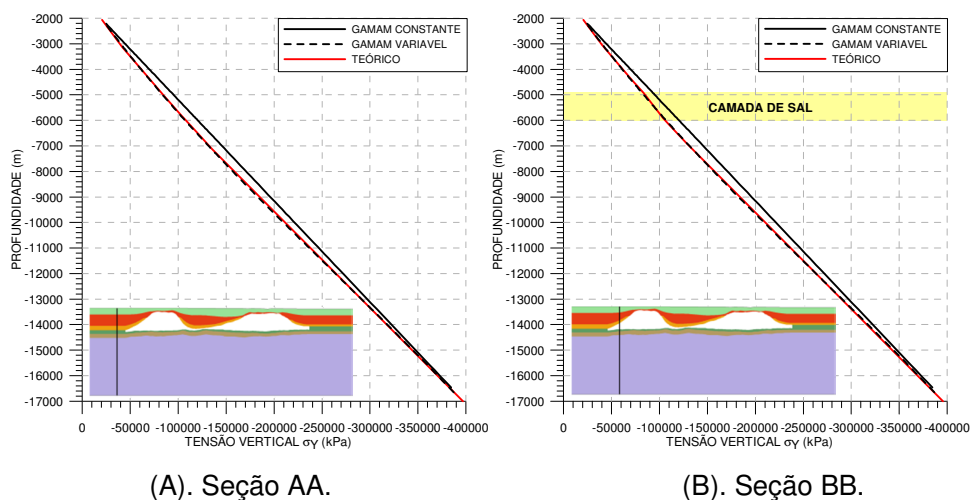 -2000
-3000
-4000
-5000
-6000
-7000
-8000
-9000
-10000
-11000
-12000
-13000
-14000
-15000
-16000
-17000
PROFUNDIDADE (m)
GAMAM CONSTANTE
GAMAM VARIAVEL
TEÓRICO
0 -50000 -100000 -150000 -200000 -250000 -300000 -350000 -400000
TENSÃO VERTICAL σY (kPa)
(A). Seção AA.
-2000
-3000
-4000
-5000
-6000
-7000
-8000
-9000
-10000
-11000
-12000
-13000
-14000
-15000
-16000
-17000
PROFUNDIDADE (m)
GAMAM CONSTANTE
GAMAM VARIAVEL
TEÓRICO
CAMADA DE SAL
0 -50000 -100000 -150000 -200000 -250000 -300000 -350000 -400000
TENSÃO VERTICAL σY (kPa)
(B). Seção BB.